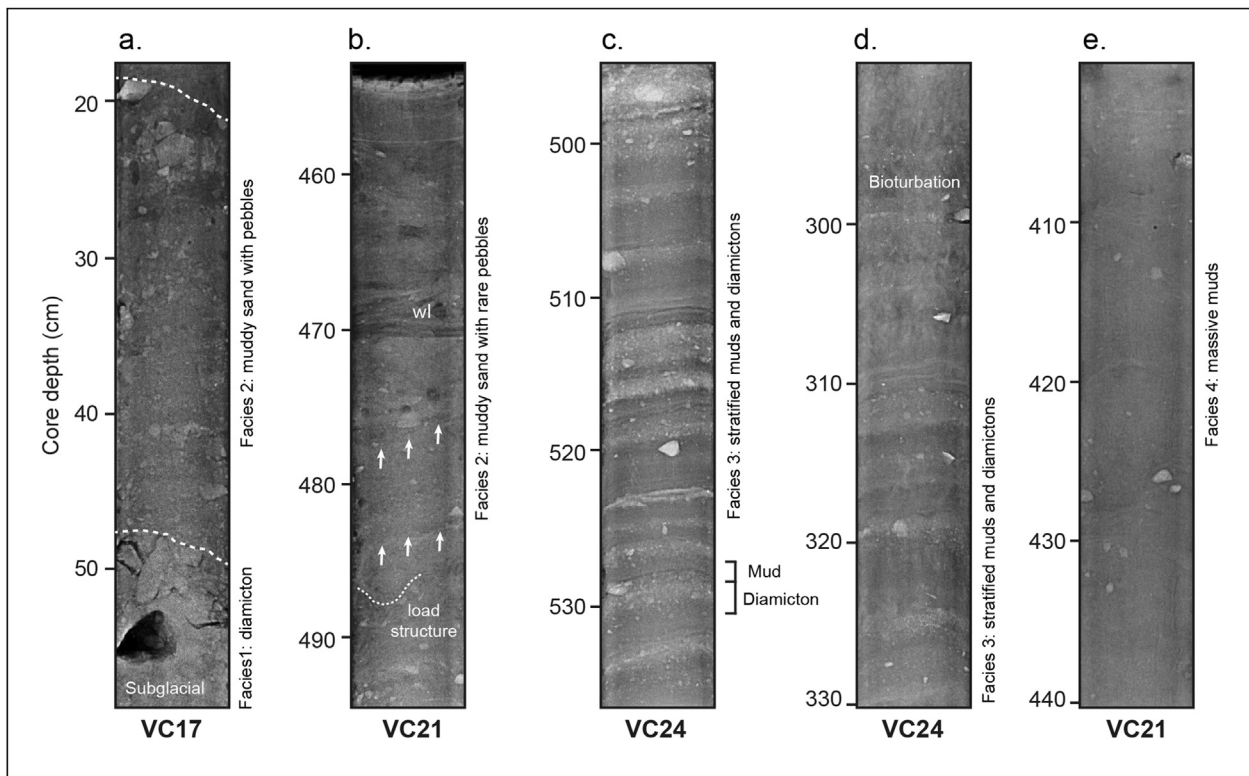 a.
b.
c.
d.
e.
Core depth (cm)
20
30
40
50
Subglacial
Facies 2: muddy sand with pebbles
Facies1: diamicton
VC17
460
470
480
490
wl
load
structure
Facies 2: muddy sand with rare pebbles
VC21
500
510
520
530
Facies 3: stratified muds and diamictons
Mud
Diamicton
VC24
300
310
320
330
Bioturbation
Facies 3: stratified muds and diamictons
VC24
410
420
430
440
Facies 4: massive muds
VC21